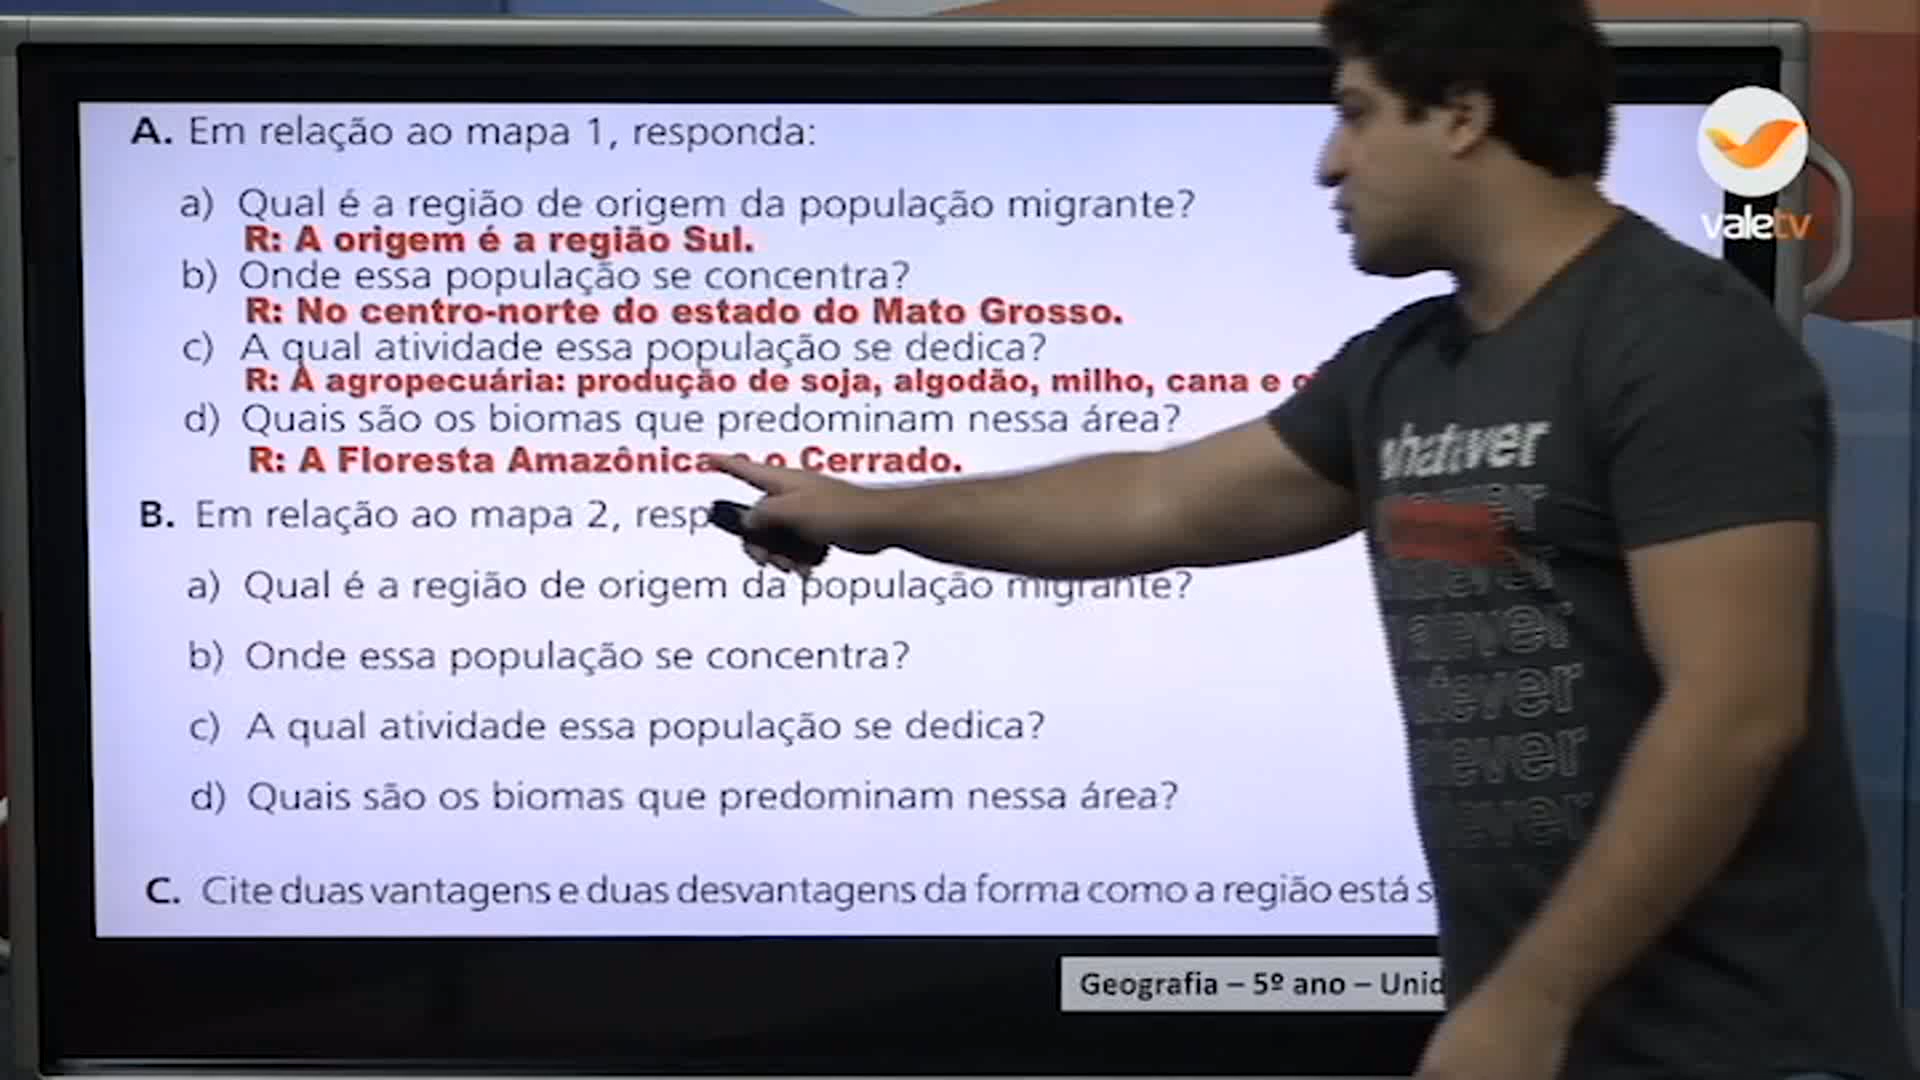 A. Em relação ao mapa 1, responda:
a) Qual é a região de origem da população migrante?
R: A origem é a região Sul.
b) Onde essa população se concentra?
R: No centro-norte do estado do Mato Grosso.
c) A qual atividade essa população se dedica?
R: À agropecuária: produção de soja, algodão, milho, cana e
d) Quais são os biomas que predominam nessa área?
R: A Floresta Amazônica e o Cerrado.
B. Em relação ao mapa 2, resp
a) Qual é a região de origem da população migrante?
b) Onde essa população se concentra?
c) A qual atividade essa população se dedica?
d) Quais são os biomas que predominam nessa área?
C. Cite duas vantagens e duas desvantagens da forma como a região está s
Geografia – 5º ano – Unid
valetv
whatever